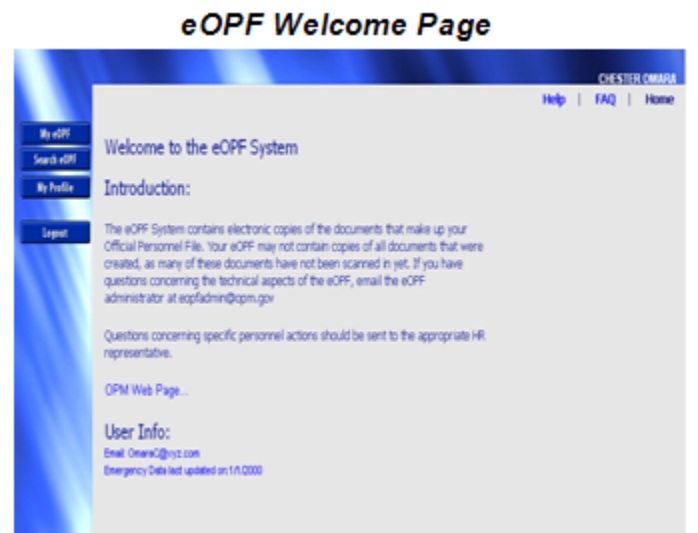 eOPF Welcome Page
CHESTER OMARA
Help | FAQ | Home
My eOPF
Search eOPF
My Profile
Logout
Welcome to the eOPF System
Introduction:
The eOPF System contains electronic copies of the documents that make up your
Official Personnel File. Your eOPF may not contain copies of all documents that were
created, as many of these documents have not been scanned in yet. If you have
questions concerning the technical aspects of the eOPF, email the eOPF
administrator at eopfadmin@opm.gov
Questions concerning specific personnel actions should be sent to the appropriate HR
representative.
OPM Web Page...
User Info:
Email: OmaraC@xyz.com
Emergency Data last updated on:1/1/2000